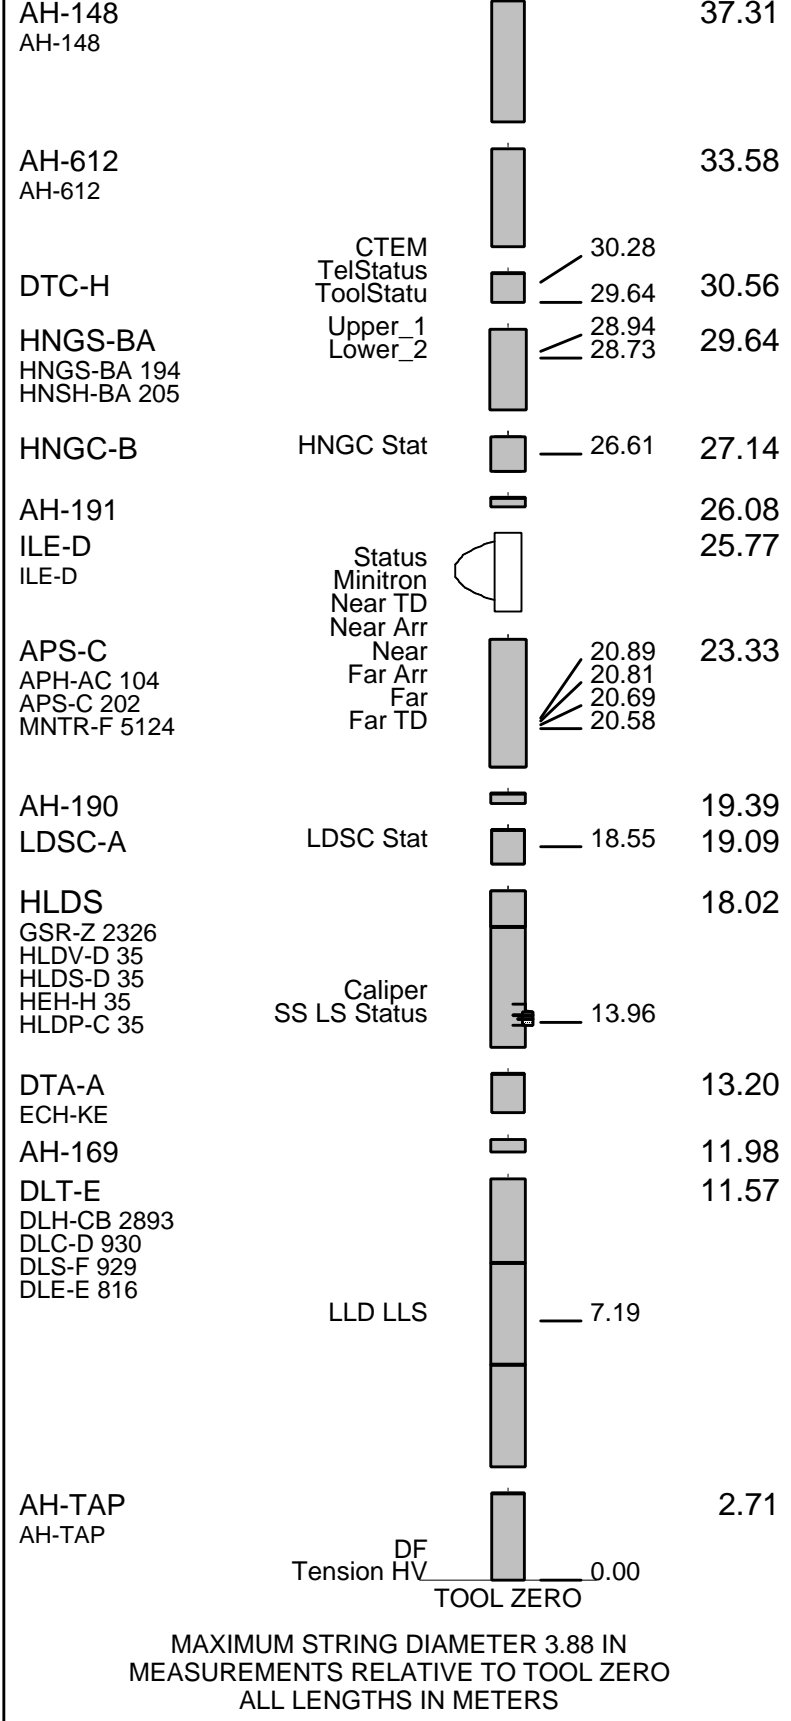 AH-148 37.31
AH-148
AH-612 33.58
AH-612
CTEM 30.28
TelStatus
DTC-H ToolStatu 29.64 30.56
Upper_1 28.94
HNGS-BA Lower_2 28.73 29.64
HNGS-BA 194
HNSH-BA 205
HNGC-B HNGC Stat 26.61 27.14
AH-191 26.08
ILE-D 25.77
Status
ILE-D Minitron
Near TD
Near Arr
APS-C Near 20.89 23.33
APH-AC 104 Far Arr 20.81
APS-C 202 Far 20.69
MNTR-F 5124 Far TD 20.58
AH-190 19.39
LDSC-A LDSC Stat 18.55 19.09
HLDS 18.02
GSR-Z 2326
HLDV-D 35
HLDS-D 35
HEH-H 35 Caliper
HLDP-C 35 SS LS Status 13.96
DTA-A 13.20
ECH-KE
AH-169 11.98
DLT-E 11.57
DLH-CB 2893
DLC-D 930
DLS-F 929
DLE-E 816
LLD LLS 7.19
AH-TAP 2.71
AH-TAP
DF
Tension HV 0.00
TOOL ZERO
MAXIMUM STRING DIAMETER 3.88 IN
MEASUREMENTS RELATIVE TO TOOL ZERO
ALL LENGTHS IN METERS